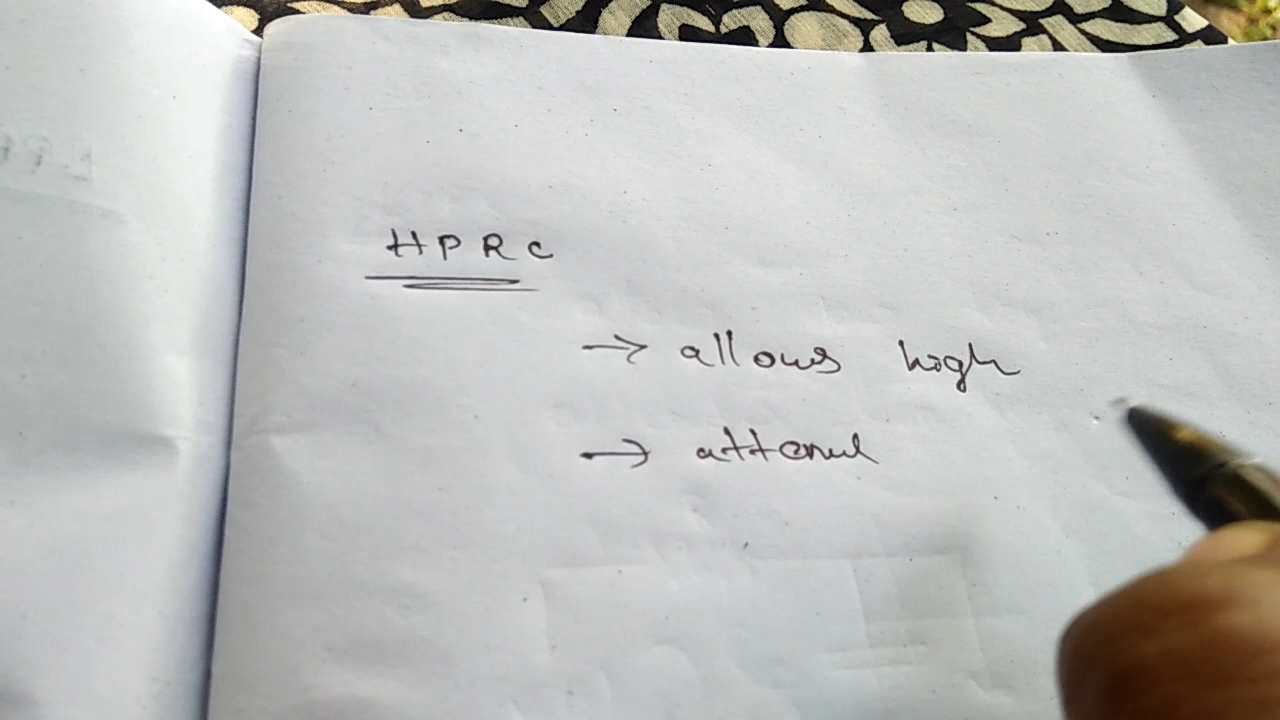 HPRC
→ allows high
→ attenu